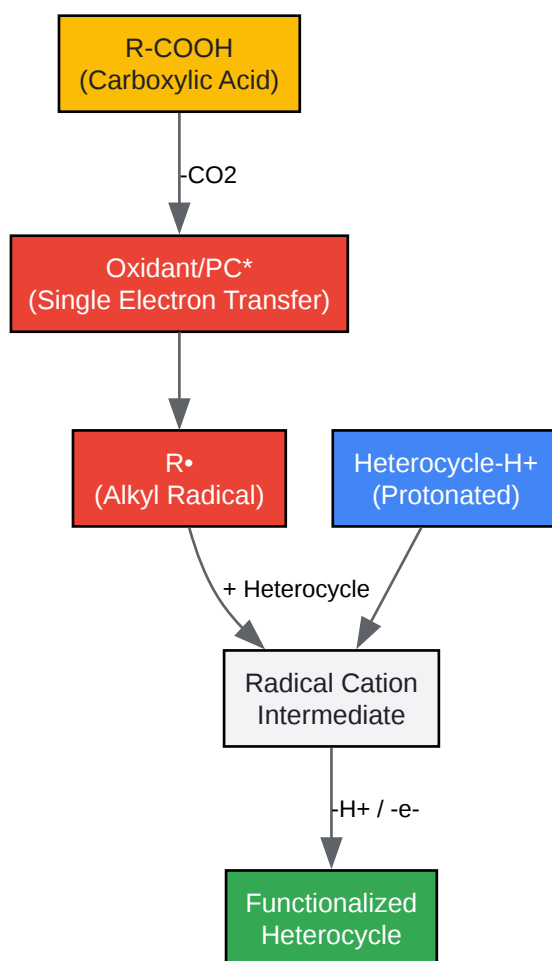 R-COOH
(Carboxylic Acid)
-CO2
Oxidant/PC*
(Single Electron Transfer)
R•
(Alkyl Radical)
Heterocycle-H+
(Protonated)
+ Heterocycle
Radical Cation
Intermediate
-H+ / -e-
Functionalized
Heterocycle